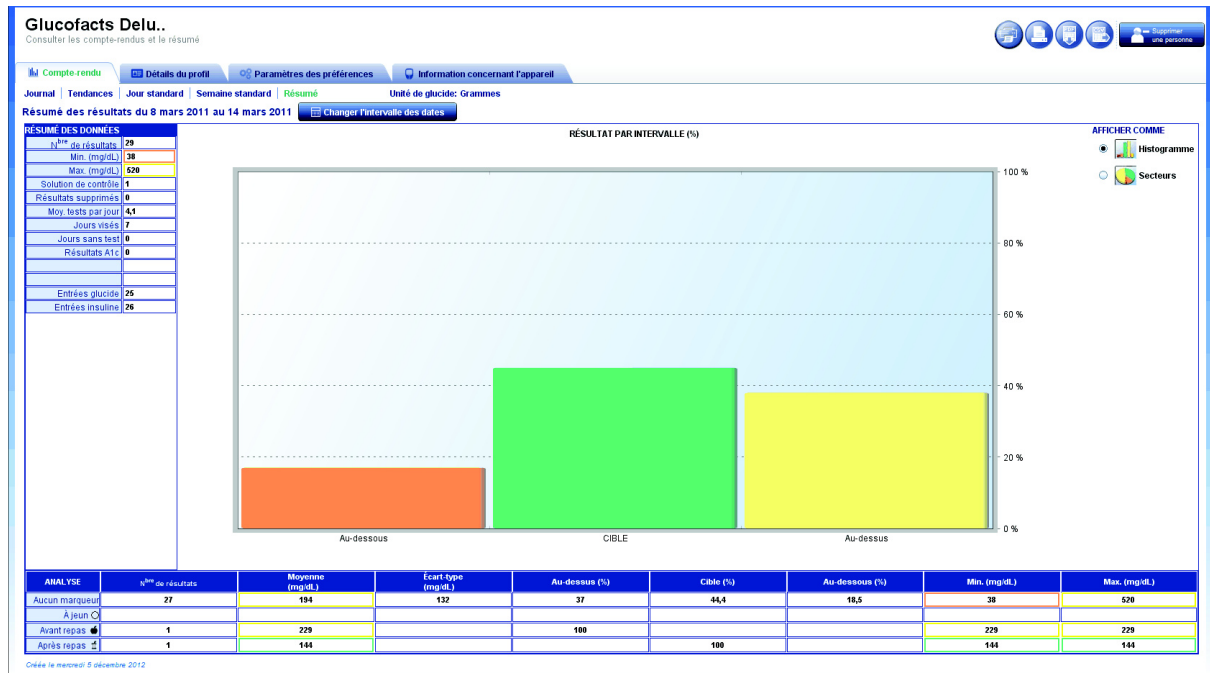 Glucofacts Delu..
Consulter les compte-rendus et le résumé
Supprimer
une personne
Compte-rendu
Détails du profil
Paramètres des préférences
Information concernant l'appareil
Journal | Tendances | Jour standard | Semaine standard | Résumé
Unité de glucide: Grammes
Résumé des résultats du 8 mars 2011 au 14 mars 2011
Changer l'intervalle des dates
RÉSUMÉ DES DONNÉES
Nbre de résultats 29
Min. (mg/dL) 38
Max. (mg/dL) 520
Solution de contrôle 1
Résultats supprimés 0
Moy. tests par jour 4,1
Jours visés 7
Jours sans test 0
Résultats A1c 0
Entrées glucide 25
Entrées insuline 26
RÉSULTAT PAR INTERVALLE (%)
100 %
80 %
60 %
40 %
20 %
0 %
Au-dessous
CIBLE
Au-dessus
AFFICHER COMME
Histogramme
Secteurs
ANALYSE Nbre de résultats Moyenne (mg/dL) Écart-type (mg/dL) Au-dessus (%) Cible (%) Au-dessous (%) Min. (mg/dL) Max. (mg/dL)
Aucun marqueur 27 194 132 37 44,4 18,5 38 520
À jeun
Avant repas 1 229 100 229 229
Après repas 1 144 100 144 144
Créée le mercredi 5 décembre 2012